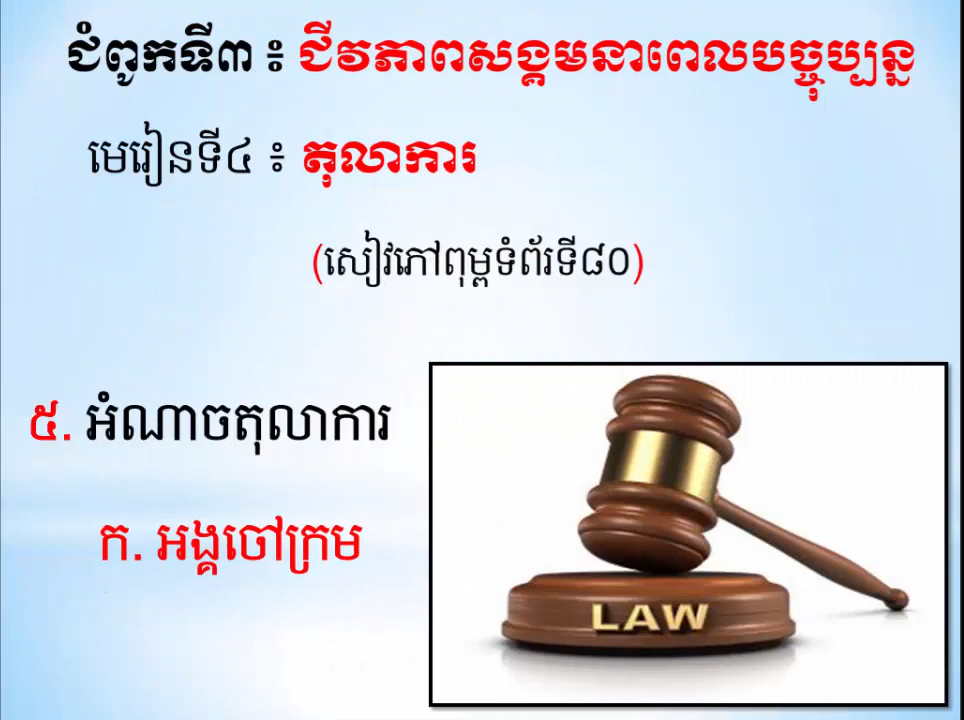 ជំពូកទី៣ ៖ ជីវភាពសង្គមនាពេលបច្ចុប្បន្ន
មេរៀនទី៤ ៖ តុលាការ
(សៀវភៅពុម្ពទំព័រទី៨០)
៥. អំណាចតុលាការ
ក. អង្គចៅក្រម
LAW